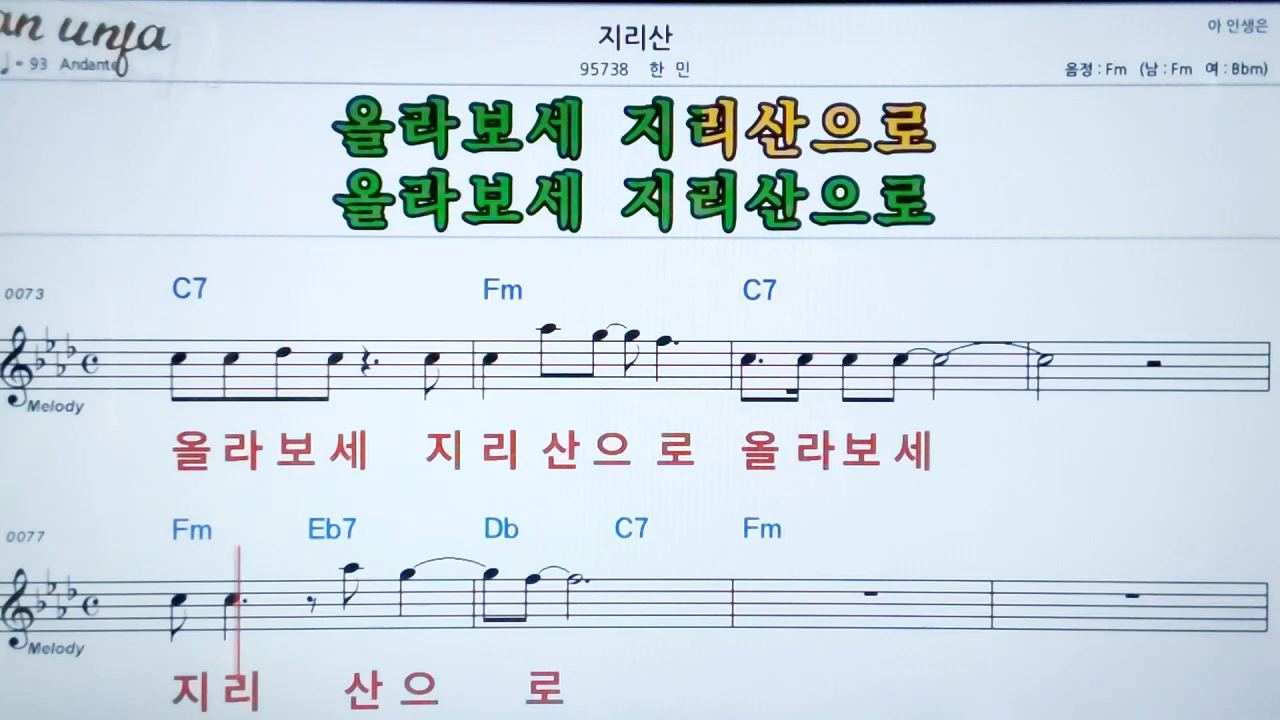 지리산
아 인생은
♩= 93 Andante
95738 한 민
음정 : Fm (남 : Fm 여 : Bbm)
올라보세 지리산으로
올라보세 지리산으로
0073 C7 Fm C7
Melody
올 라 보 세 지 리 산 으 로 올 라 보 세
0077 Fm Eb7 Db C7 Fm
Melody
지 리 산 으 로